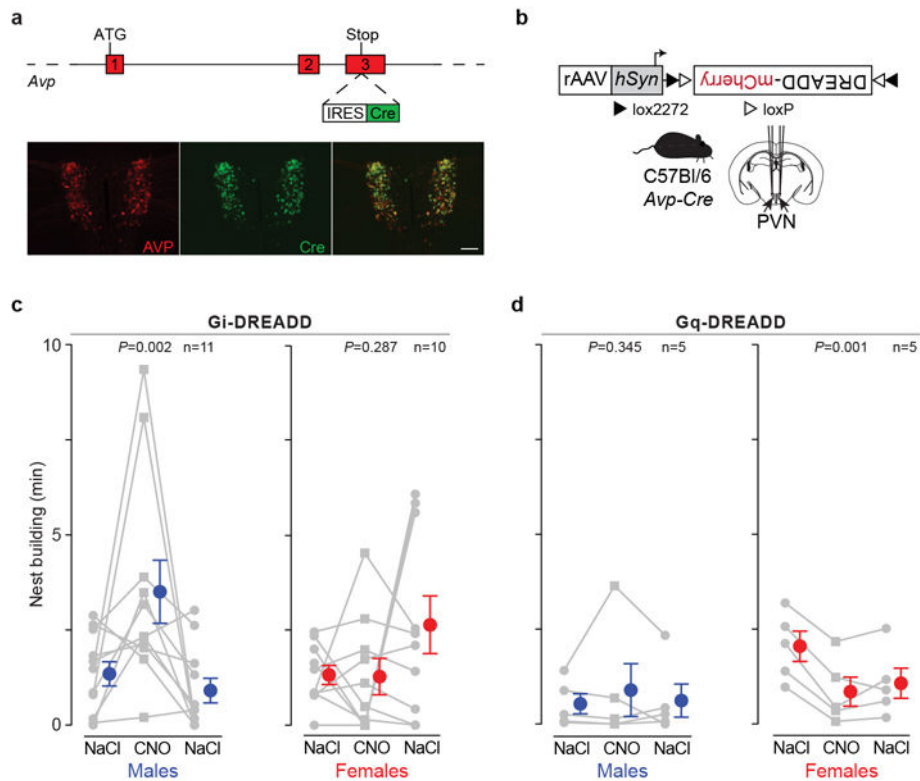 a
ATG
Stop
1
2
3
Avp
IRES Cre
AVP
Cre
b
rAAV hSyn DREADD-mCherry
lox2272
loxP
C57Bl/6
Avp-Cre
PVN
c
Gi-DREADD
P=0.002 n=11
P=0.287 n=10
10
5
0
Nest building (min)
NaCl CNO NaCl
Males
NaCl CNO NaCl
Females
d
Gq-DREADD
P=0.345 n=5
P=0.001 n=5
NaCl CNO NaCl
Males
NaCl CNO NaCl
Females